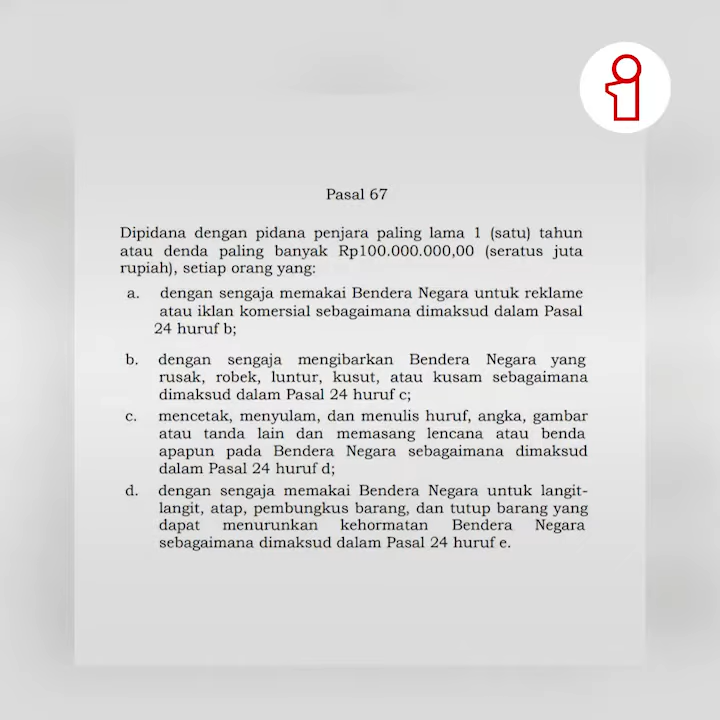 Pasal 67
Dipidana dengan pidana penjara paling lama 1 (satu) tahun
atau denda paling banyak Rp100.000.000,00 (seratus juta
rupiah), setiap orang yang:
a. dengan sengaja memakai Bendera Negara untuk reklame
atau iklan komersial sebagaimana dimaksud dalam Pasal
24 huruf b;
b. dengan sengaja mengibarkan Bendera Negara yang
rusak, robek, luntur, kusut, atau kusam sebagaimana
dimaksud dalam Pasal 24 huruf c;
c. mencetak, menyulam, dan menulis huruf, angka, gambar
atau tanda lain dan memasang lencana atau benda
apapun pada Bendera Negara sebagaimana dimaksud
dalam Pasal 24 huruf d;
d. dengan sengaja memakai Bendera Negara untuk langit-
langit, atap, pembungkus barang, dan tutup barang yang
dapat menurunkan kehormatan Bendera Negara
sebagaimana dimaksud dalam Pasal 24 huruf e.